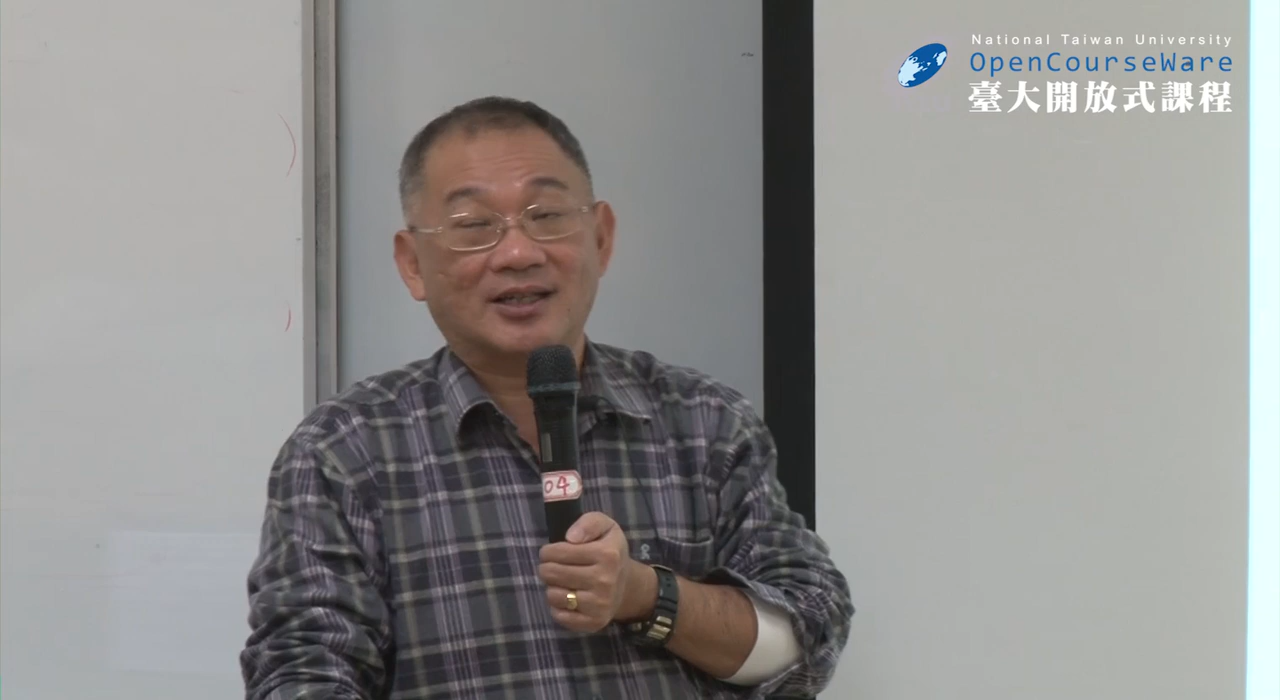 National Taiwan University
OpenCourseWare
臺大開放式課程
04